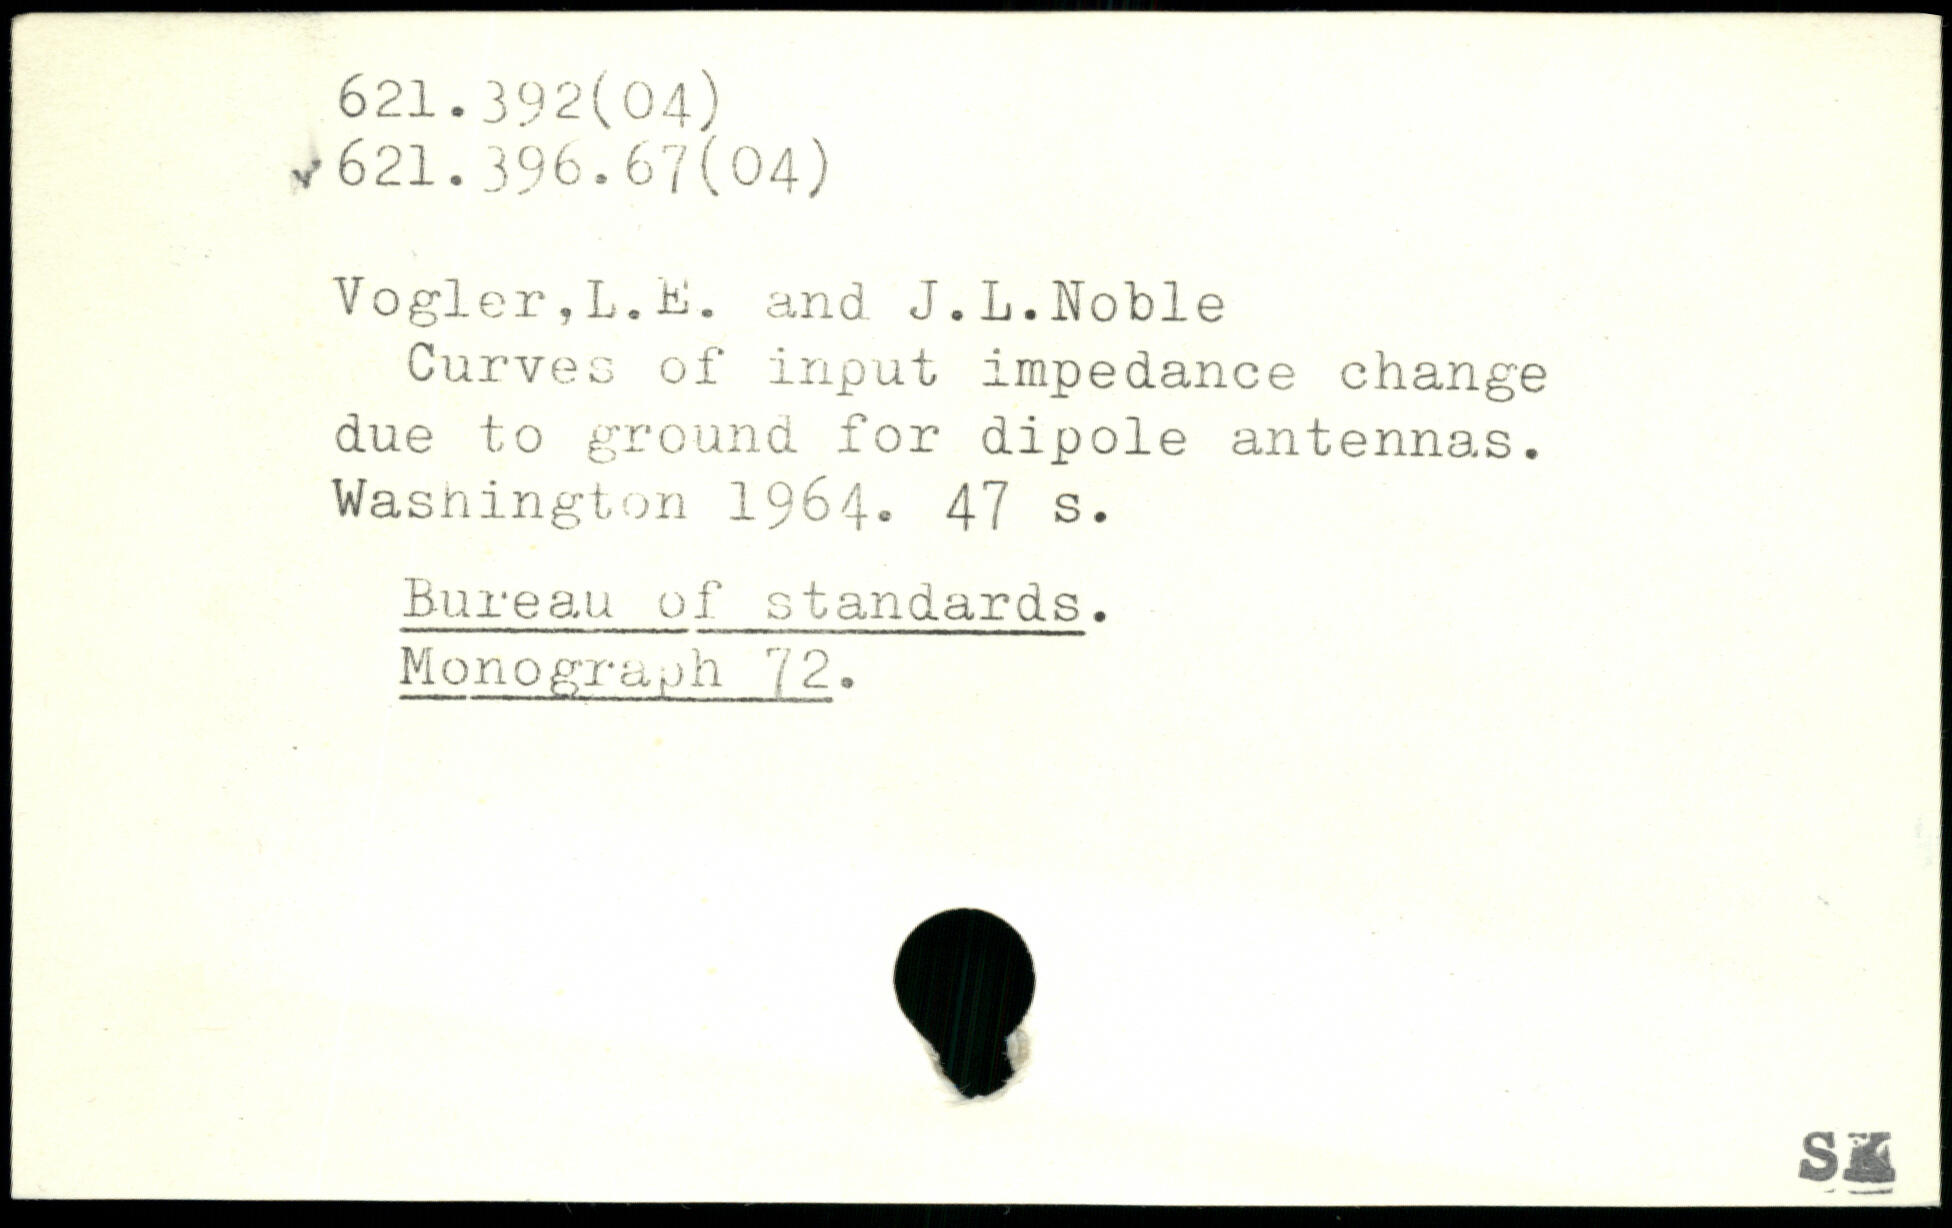 621.392(04)
✓ 621.396.67(04)
Vogler,L.E. and J.L.Noble
Curves of input impedance change
due to ground for dipole antennas.
Washington 1964. 47 s.
Bureau of standards.
Monograph 72.
SK